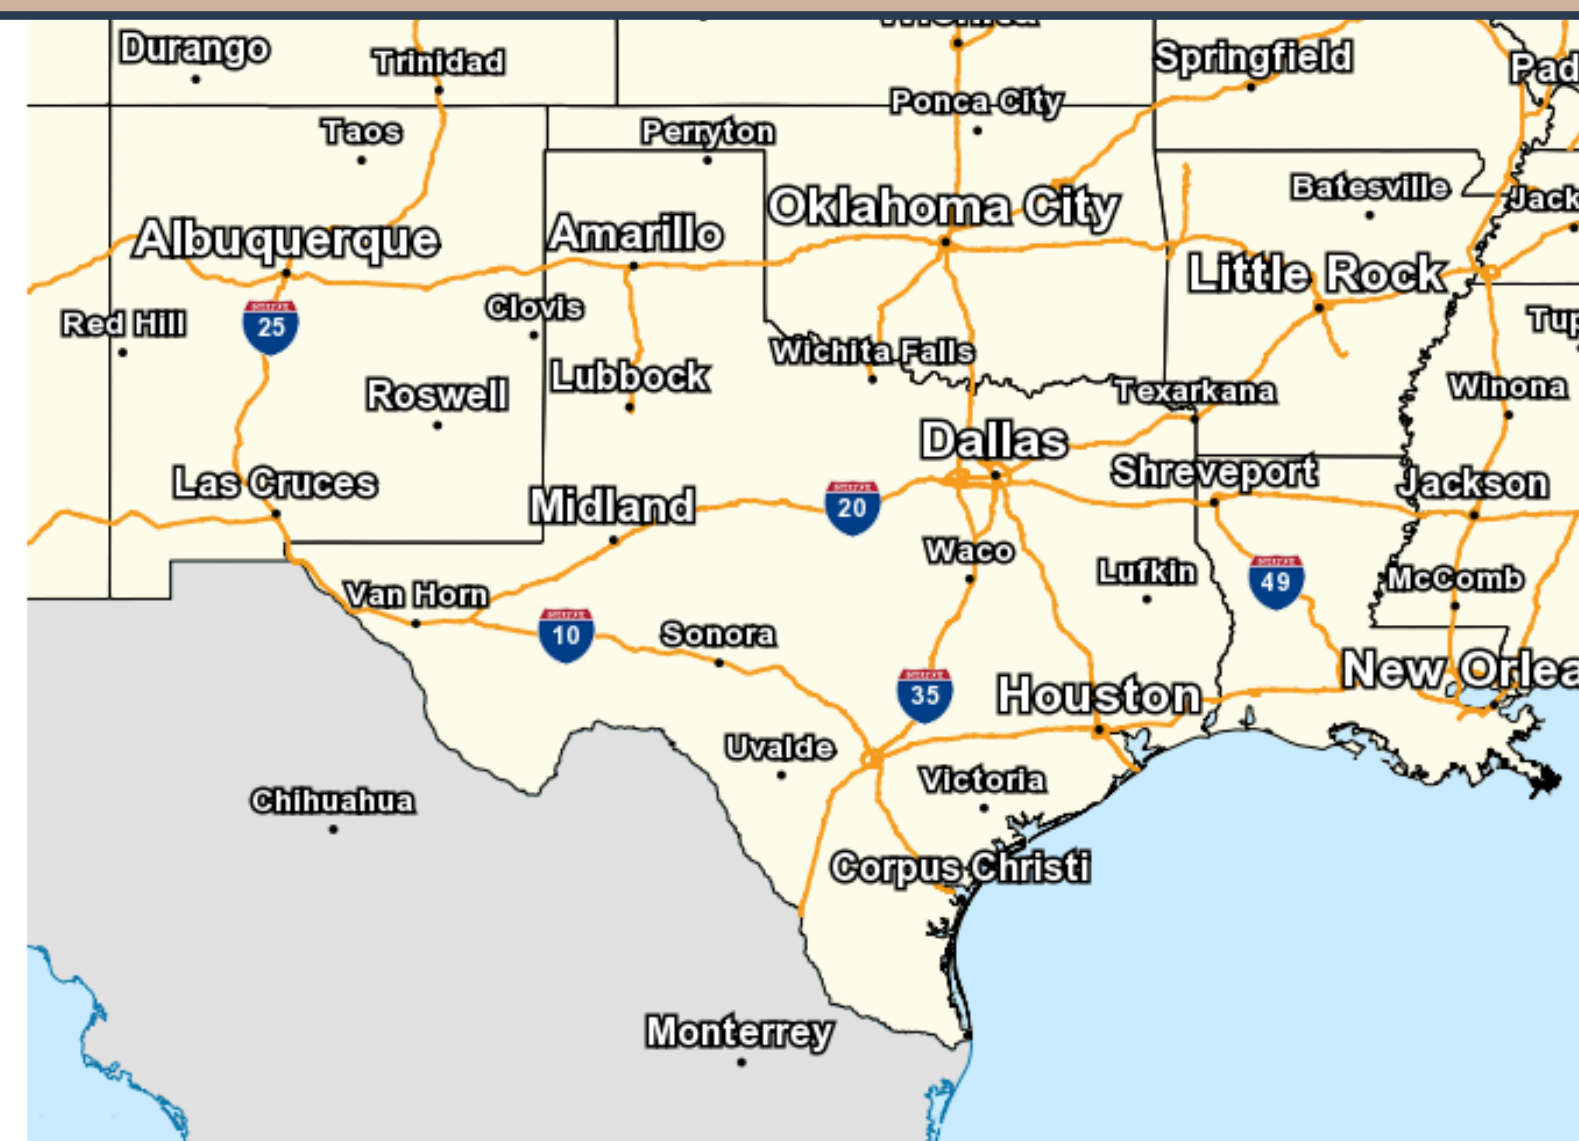 Durango
Trinidad
Springfield
Ponca City
Taos
Perryton
Batesville
Oklahoma City
Albuquerque
Amarillo
Little Rock
Clovis
Red Hill
25
Wichita Falls
Lubbock
Roswell
Texarkana
Winona
Dallas
Shreveport
Las Cruces
Jackson
Midland
20
Waco
Lufkin
49
McComb
Van Horn
10
Sonora
35
Houston
New Orlea
Uvalde
Victoria
Chihuahua
Corpus Christi
Monterrey